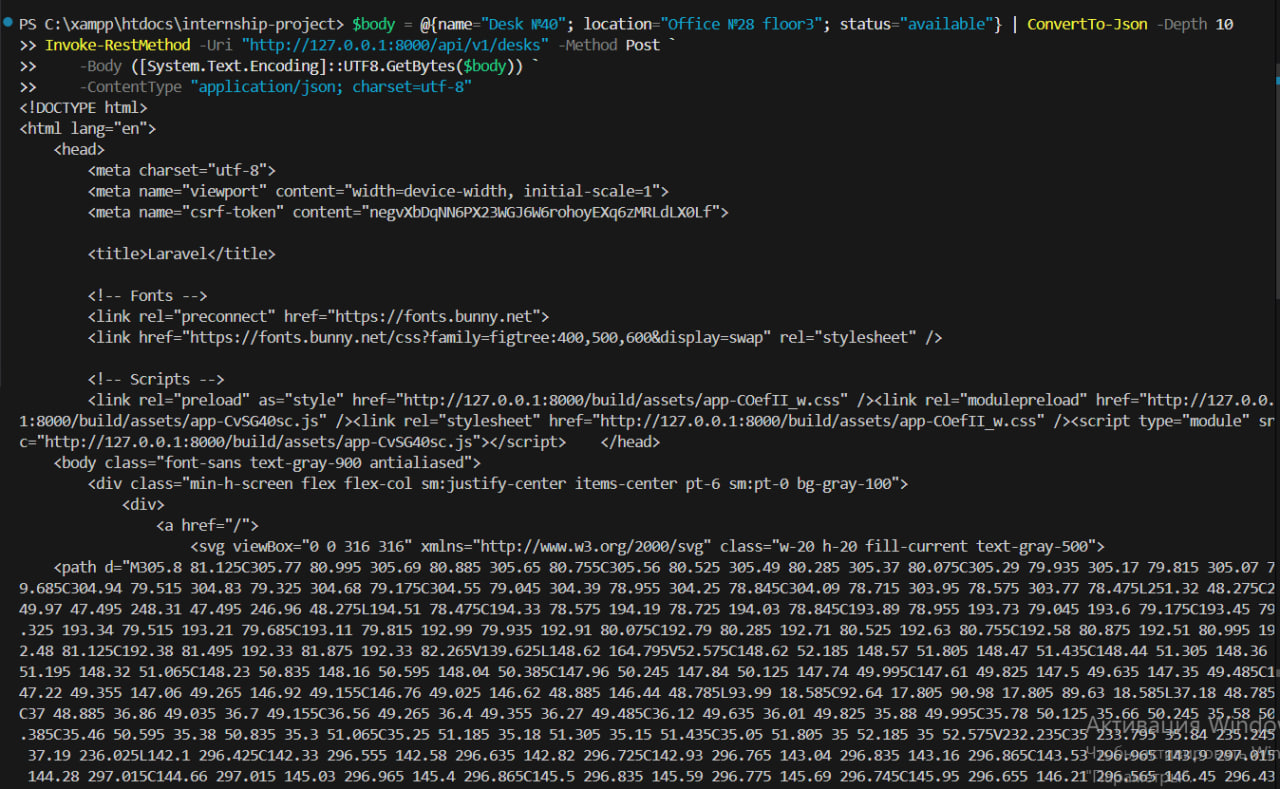 PS C:\xampp\htdocs\internship-project> $body = @{name="Desk №40"; location="Office №28 floor3"; status="available"} | ConvertTo-Json -Depth 10
>> Invoke-RestMethod -Uri "http://127.0.0.1:8000/api/v1/desks" -Method Post `
>>     -Body ([System.Text.Encoding]::UTF8.GetBytes($body)) `
>>     -ContentType "application/json; charset=utf-8"
<!DOCTYPE html>
<html lang="en">
    <head>
        <meta charset="utf-8">
        <meta name="viewport" content="width=device-width, initial-scale=1">
        <meta name="csrf-token" content="negvXbDqNN6PX23WGJ6W6rohoyEXq6zMRLdLX0Lf">

        <title>Laravel</title>

        <!-- Fonts -->
        <link rel="preconnect" href="https://fonts.bunny.net">
        <link href="https://fonts.bunny.net/css?family=figtree:400,500,600&display=swap" rel="stylesheet" />

        <!-- Scripts -->
        <link rel="preload" as="style" href="http://127.0.0.1:8000/build/assets/app-COefII_w.css" /><link rel="modulepreload" href="http://127.0.0.
1:8000/build/assets/app-CvSG40sc.js" /><link rel="stylesheet" href="http://127.0.0.1:8000/build/assets/app-COefII_w.css" /><script type="module" sr
c="http://127.0.0.1:8000/build/assets/app-CvSG40sc.js"></script>    </head>
    <body class="font-sans text-gray-900 antialiased">
        <div class="min-h-screen flex flex-col sm:justify-center items-center pt-6 sm:pt-0 bg-gray-100">
            <div>
                <a href="/">
                    <svg viewBox="0 0 316 316" xmlns="http://www.w3.org/2000/svg" class="w-20 h-20 fill-current text-gray-500">
    <path d="M305.8 81.125C305.77 80.995 305.69 80.885 305.65 80.755C305.56 80.525 305.49 80.285 305.37 80.075C305.29 79.935 305.17 79.815 305.07 7
9.685C304.94 79.515 304.83 79.325 304.68 79.175C304.55 79.045 304.39 78.955 304.25 78.845C304.09 78.715 303.95 78.575 303.77 78.475L251.32 48.275C2
49.97 47.495 248.31 47.495 246.96 48.275L194.51 78.475C194.33 78.575 194.19 78.725 194.03 78.845C193.89 78.955 193.73 79.045 193.6 79.175C193.45 79
.325 193.34 79.515 193.21 79.685C193.11 79.815 192.99 79.935 192.91 80.075C192.79 80.285 192.71 80.525 192.63 80.755C192.58 80.875 192.51 80.995 19
2.48 81.125C192.38 81.495 192.33 81.875 192.33 82.265V139.625L148.62 164.795V52.575C148.62 52.185 148.57 51.805 148.47 51.435C148.44 51.305 148.36
51.195 148.32 51.065C148.23 50.835 148.16 50.595 148.04 50.385C147.96 50.245 147.84 50.125 147.74 49.995C147.61 49.825 147.5 49.635 147.35 49.485C1
47.22 49.355 147.06 49.265 146.92 49.155C146.76 49.025 146.62 48.885 146.44 48.785L93.99 18.585C92.64 17.805 90.98 17.805 89.63 18.585L37.18 48.785
C37 48.885 36.86 49.035 36.7 49.155C36.56 49.265 36.4 49.355 36.27 49.485C36.12 49.635 36.01 49.825 35.88 49.995C35.78 50.125 35.66 50.245 35.58 50
.385C35.46 50.595 35.38 50.835 35.3 51.065C35.25 51.185 35.18 51.305 35.15 51.435C35.05 51.805 35 52.185 35 52.575V232.235C35 233.795 35.84 235.245
 37.19 236.025L142.1 296.425C142.33 296.555 142.58 296.635 142.82 296.725C142.93 296.765 143.04 296.835 143.16 296.865C143.53 296.965 143.9 297.015
 144.28 297.015C144.66 297.015 145.03 296.965 145.4 296.865C145.5 296.835 145.59 296.775 145.69 296.745C145.95 296.655 146.21 296.565 146.45 296.43
Активация Window